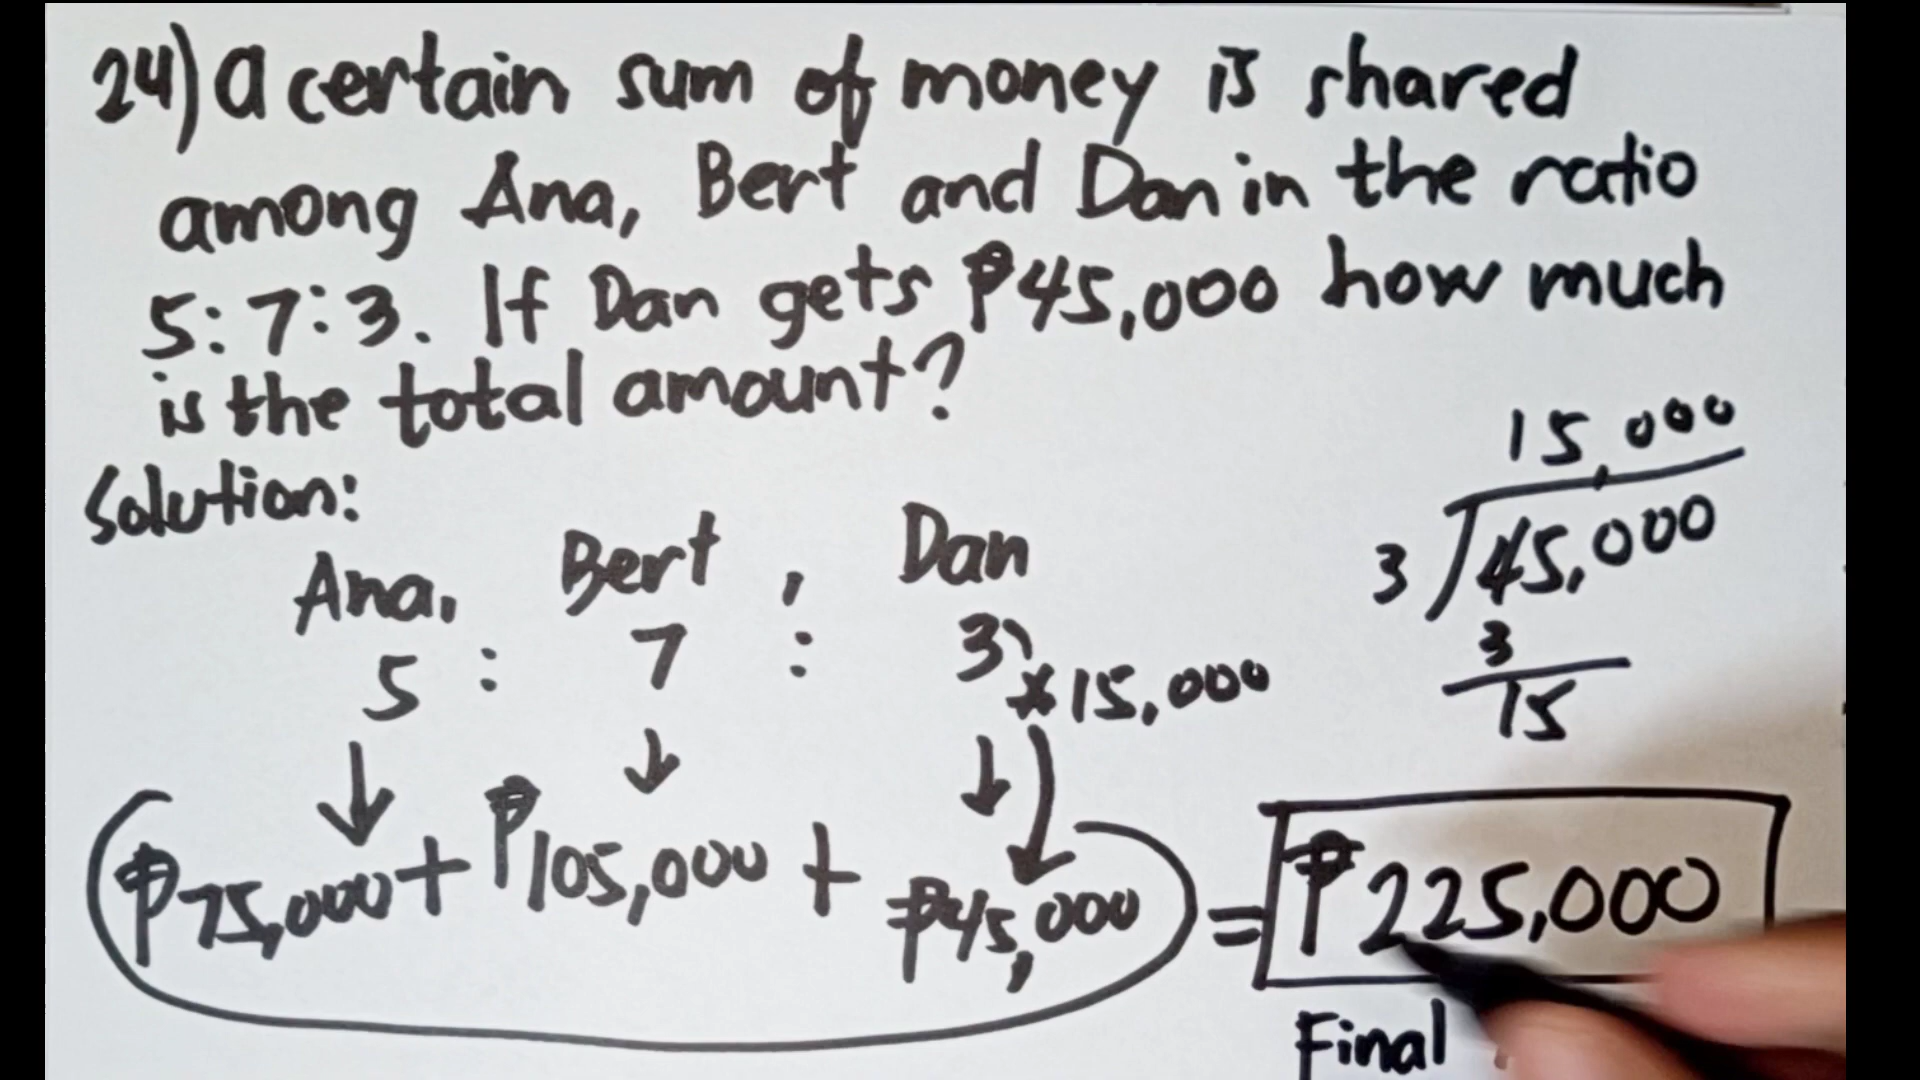 24) A certain sum of money is shared
among Ana, Bert and Dan in the ratio
5:7:3. If Dan gets ₱45,000 how much
is the total amount?
Solution:
Ana, Bert, Dan
5 : 7 : 3 x 15,000
₱75,000 + ₱105,000 + ₱45,000 = ₱225,000
Final
15,000
3 45,000
3
15